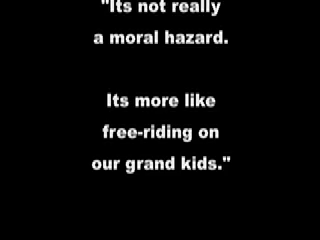 "Its not really
a moral hazard.
Its more like
free-riding on
our grand kids."